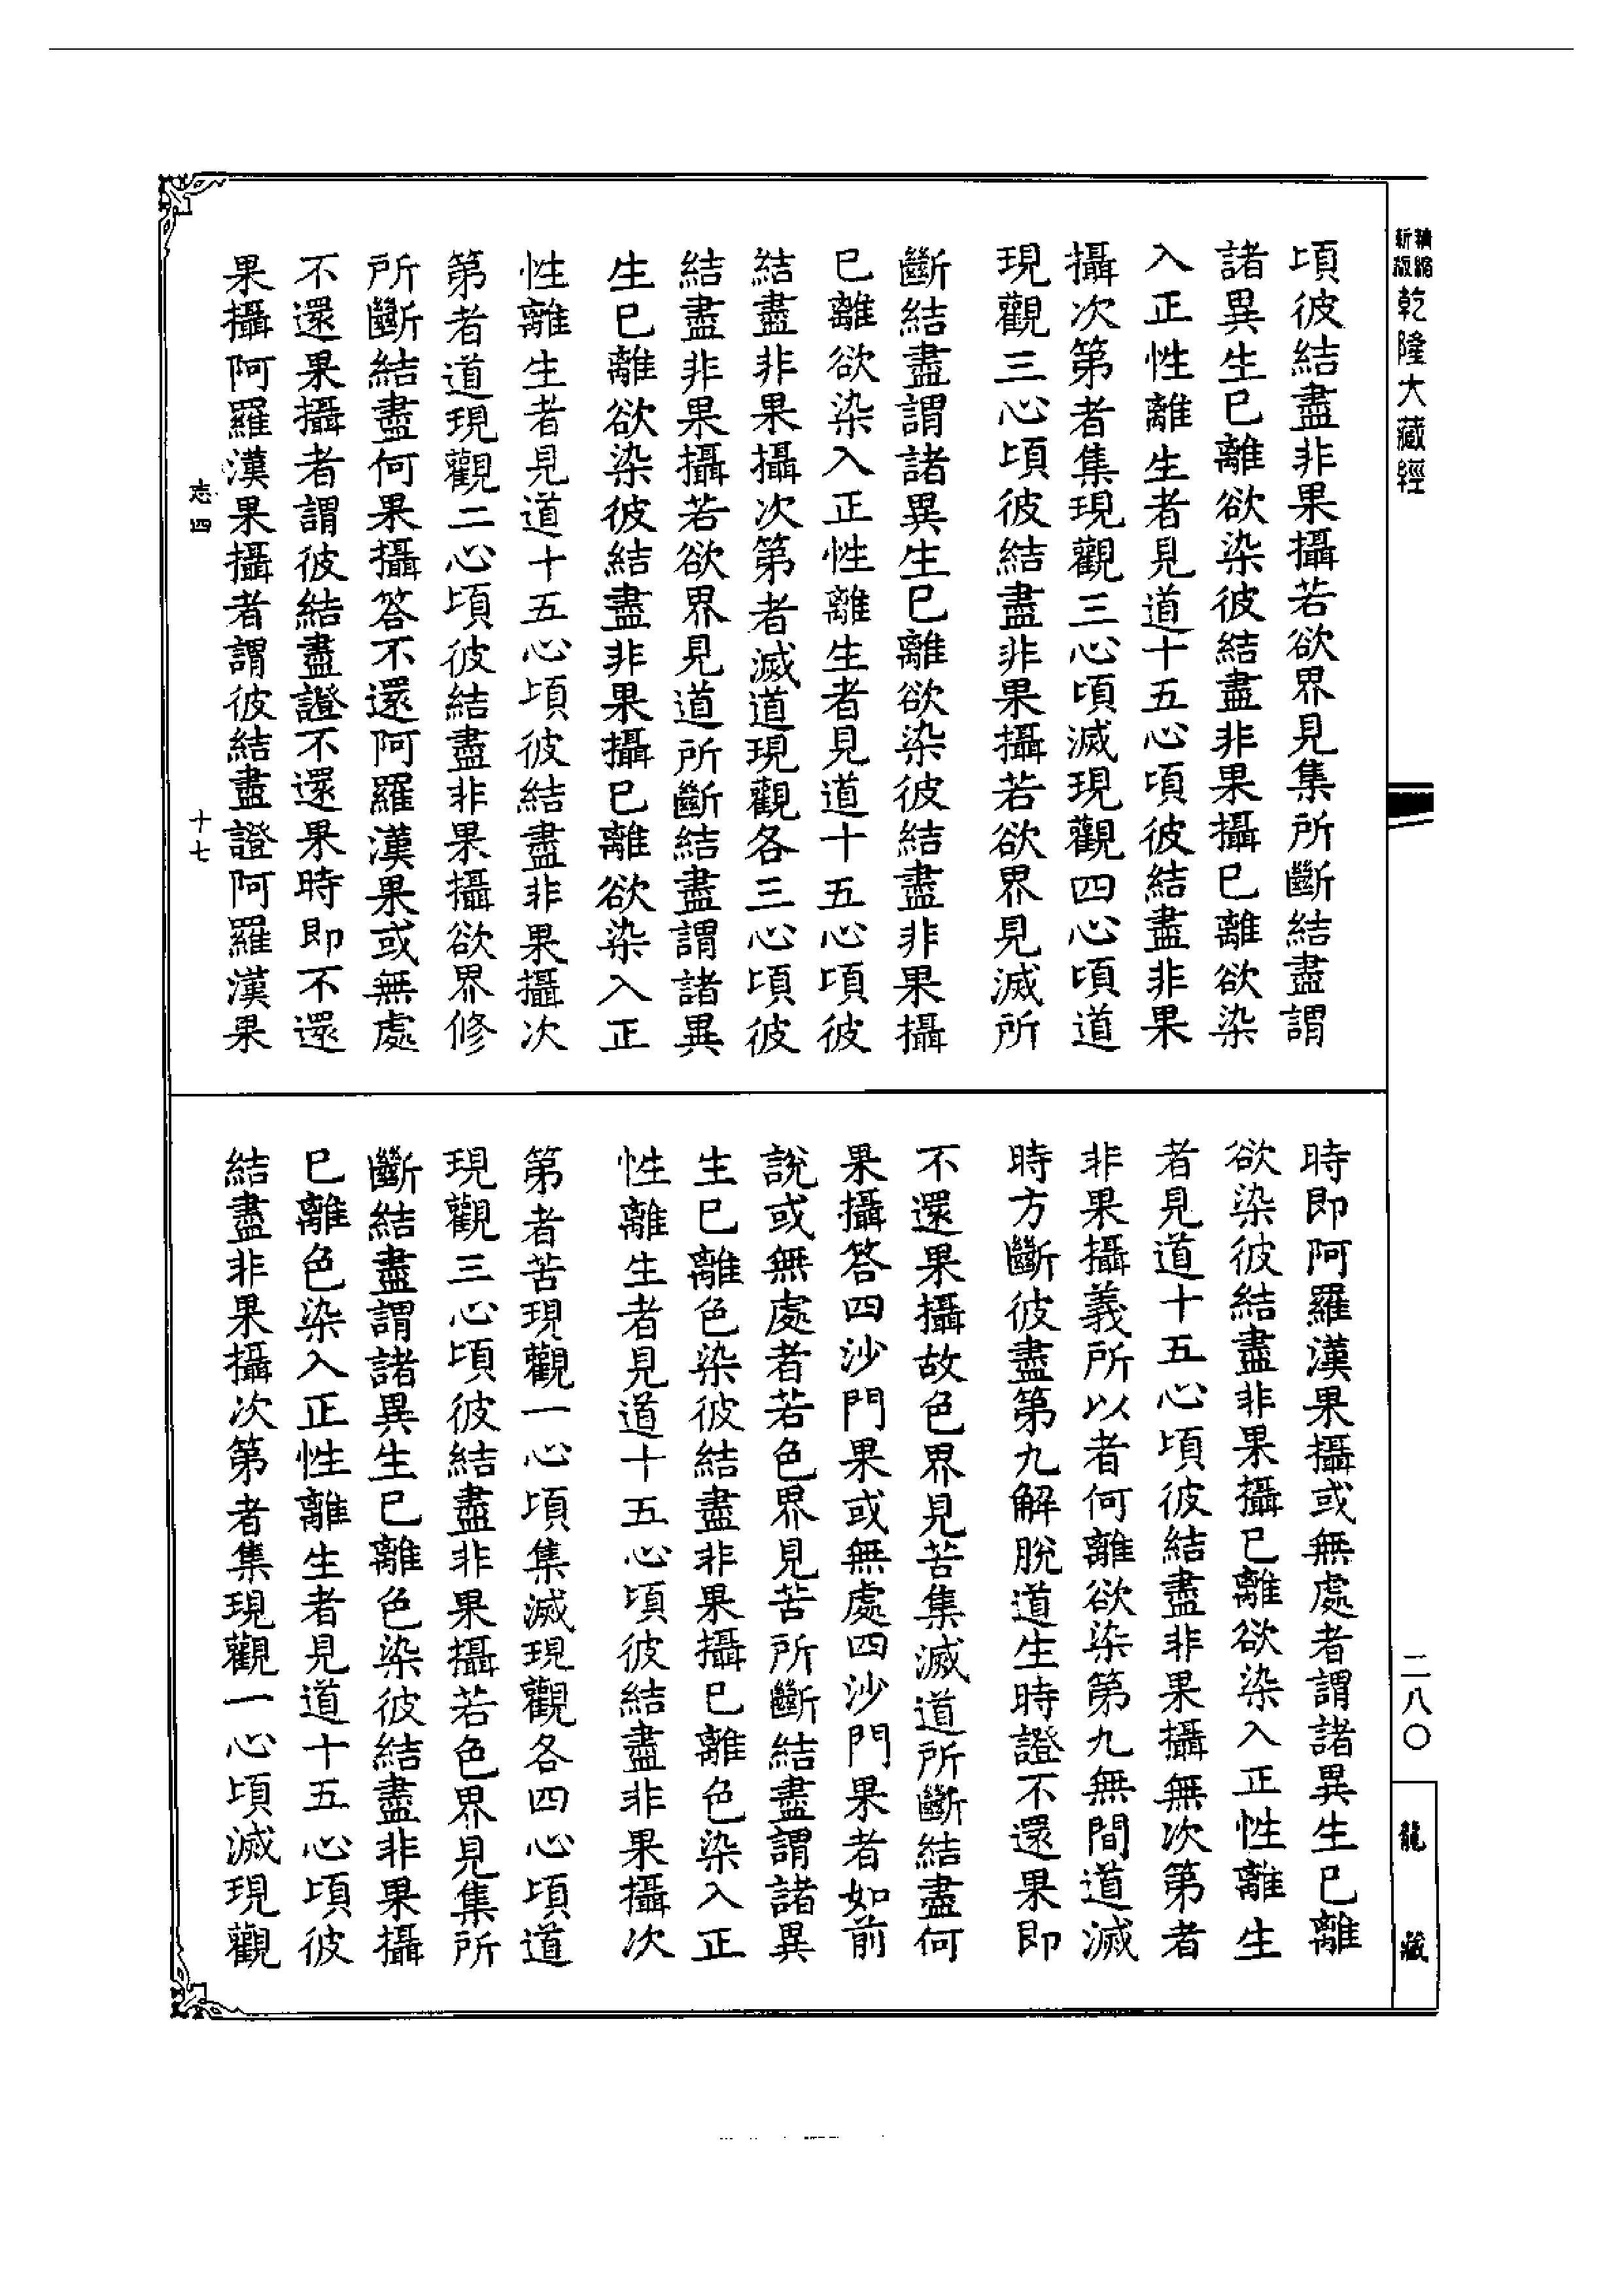 精縮新版 乾隆大藏經
頃彼結盡非果攝若欲界見集所斷結盡謂
諸異生已離欲染彼結盡非果攝已離欲染
入正性離生者見道十五心頃彼結盡非果
攝次第者集現觀三心頃滅現觀四心頃道
現觀三心頃彼結盡非果攝若欲界見滅所
斷結盡謂諸異生已離欲染彼結盡非果攝
已離欲染入正性離生者見道十五心頃彼
結盡非果攝次第者滅道現觀各三心頃彼
結盡非果攝若欲界見道所斷結盡謂諸異
生已離欲染彼結盡非果攝已離欲染入正
性離生者見道十五心頃彼結盡非果攝次
第者道現觀二心頃彼結盡非果攝欲界修
所斷結盡何果攝答不還阿羅漢果或無處
不還果攝者謂彼結盡證不還果時即不還
果攝阿羅漢果攝者謂彼結盡證阿羅漢果
志四 十七
時即阿羅漢果攝或無處者謂諸異生已離
欲染彼結盡非果攝已離欲染入正性離生
者見道十五心頃彼結盡非果攝無次第者
非果攝義所以者何離欲染第九無間道滅
時方斷彼盡第九解脫道生時證不還果即
不還果攝故色界見苦集滅道所斷結盡何
果攝答四沙門果或無處四沙門果者如前
說或無處者若色界見苦所斷結盡謂諸異
生已離色染彼結盡非果攝已離色染入正
性離生者見道十五心頃彼結盡非果攝次
第者苦現觀一心頃集滅現觀各四心頃道
現觀三心頃彼結盡非果攝若色界見集所
斷結盡謂諸異生已離色染彼結盡非果攝
已離色染入正性離生者見道十五心頃彼
結盡非果攝次第者集現觀一心頃滅現觀
二八〇
龍藏